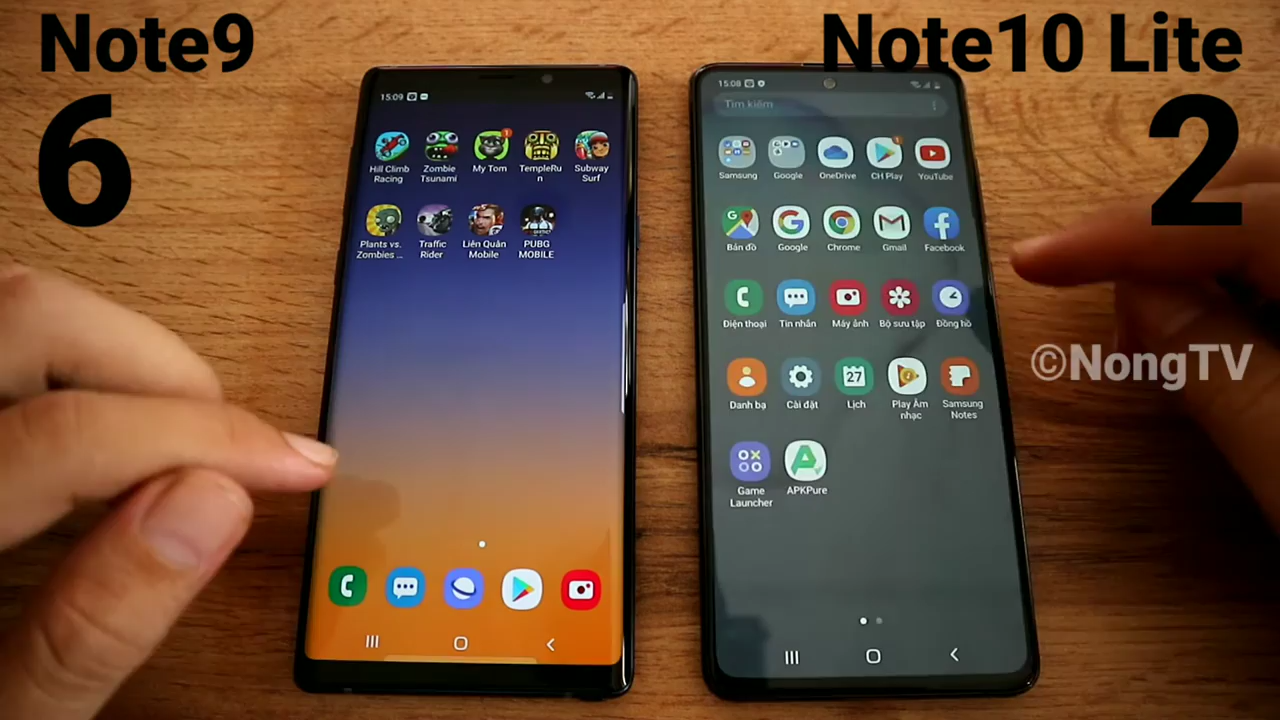 Note9
Note10 Lite
6
2
15:09
15:08
Tìm kiếm
Hill Climb
Racing
Zombie
Tsunami
My Tom
1
TempleRu
n
Subway
Surf
Plants vs.
Zombies ...
Traffic
Rider
Liên Quân
Mobile
PUBG
MOBILE
Samsung
Google
OneDrive
CH Play
YouTube
Bản đồ
Google
Chrome
Gmail
Facebook
Điện thoại
Tin nhắn
Máy ảnh
Bộ sưu tập
Đồng hồ
©NongTV
Danh bạ
Cài đặt
27
Lịch
Play Âm
nhạc
Samsung
Notes
Game
Launcher
APKPure